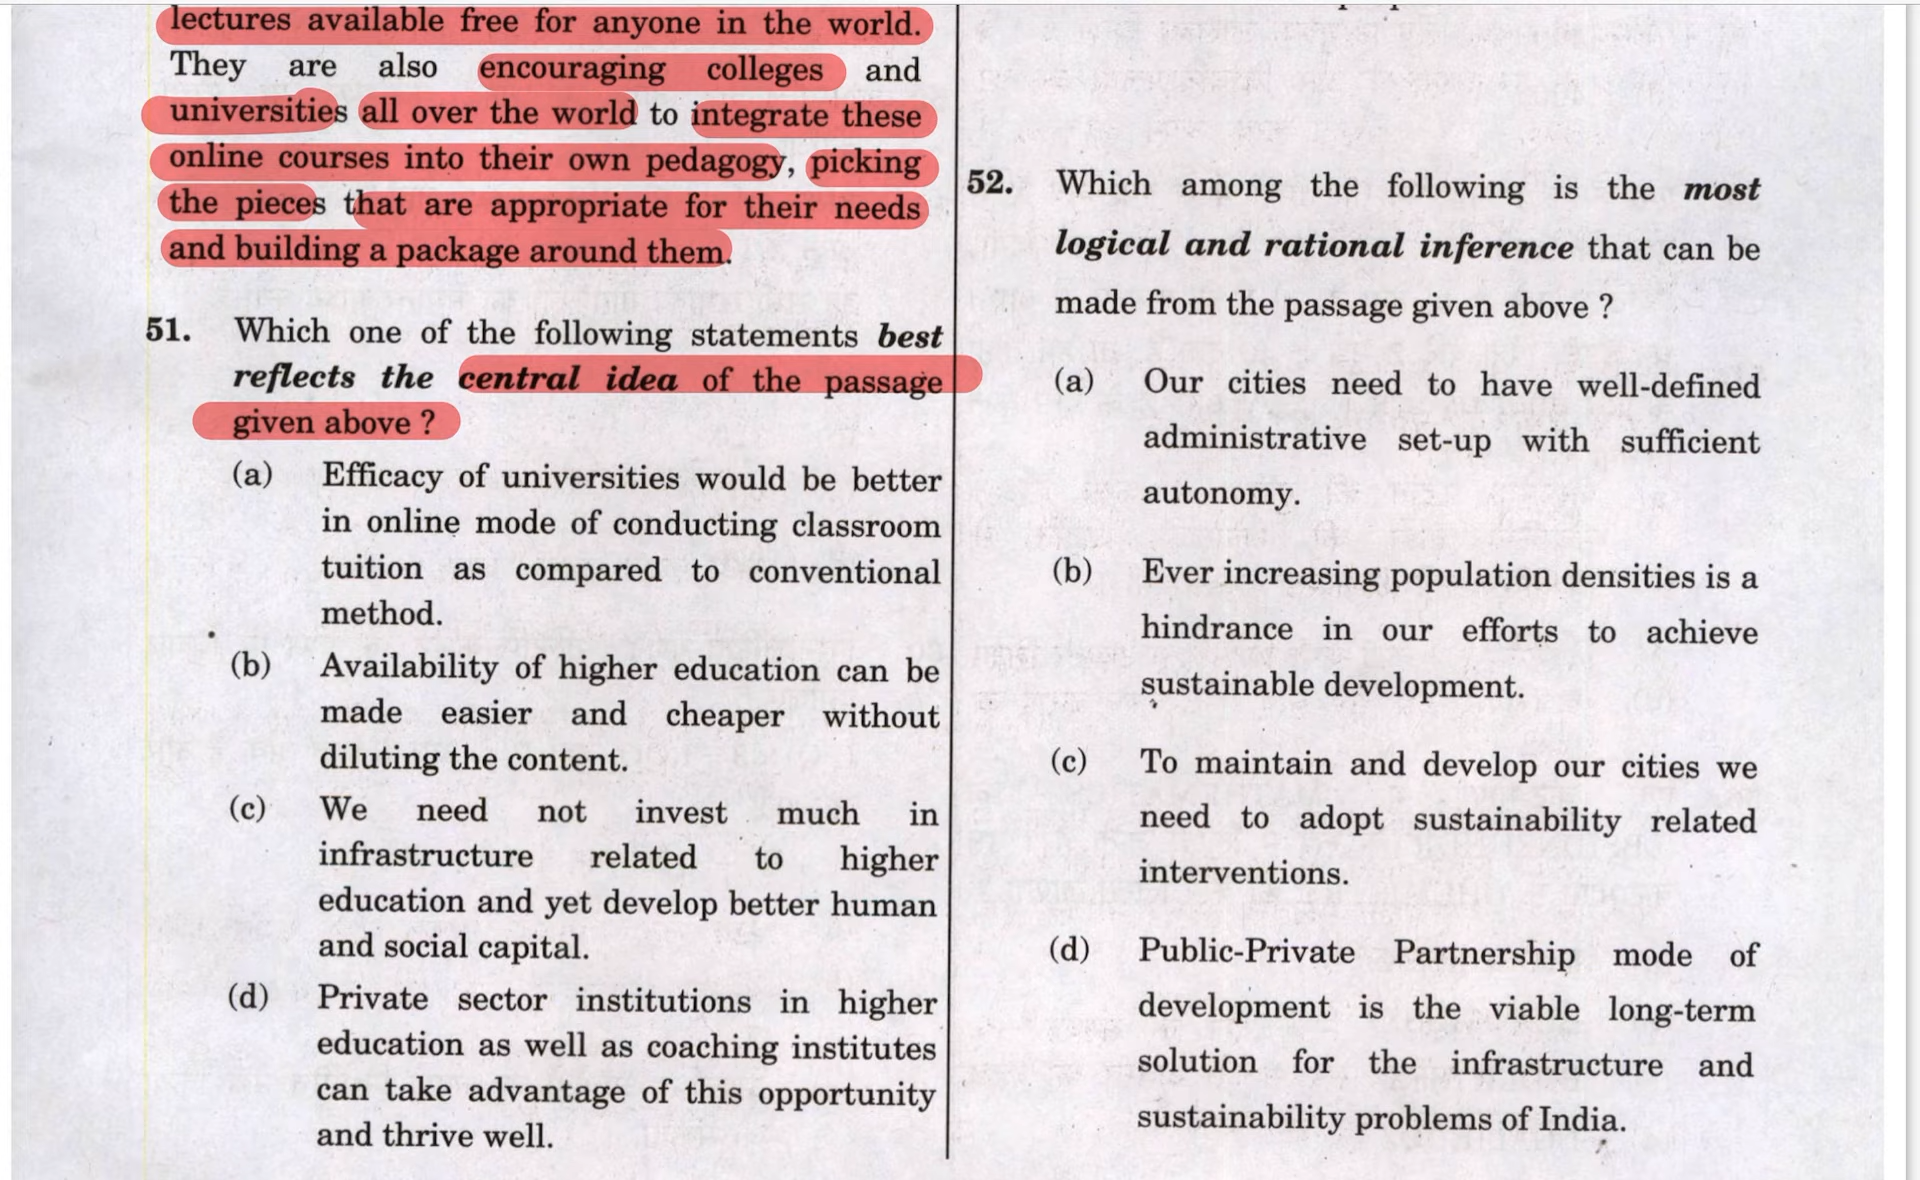 lectures available free for anyone in the world.
They are also encouraging colleges and
universities all over the world to integrate these
online courses into their own pedagogy, picking
the pieces that are appropriate for their needs
and building a package around them.
51. Which one of the following statements best
reflects the central idea of the passage
given above ?
(a) Efficacy of universities would be better
in online mode of conducting classroom
tuition as compared to conventional
method.
(b) Availability of higher education can be
made easier and cheaper without
diluting the content.
(c) We need not invest much in
infrastructure related to higher
education and yet develop better human
and social capital.
(d) Private sector institutions in higher
education as well as coaching institutes
can take advantage of this opportunity
and thrive well.
52. Which among the following is the most
logical and rational inference that can be
made from the passage given above ?
(a) Our cities need to have well-defined
administrative set-up with sufficient
autonomy.
(b) Ever increasing population densities is a
hindrance in our efforts to achieve
sustainable development.
(c) To maintain and develop our cities we
need to adopt sustainability related
interventions.
(d) Public-Private Partnership mode of
development is the viable long-term
solution for the infrastructure and
sustainability problems of India.